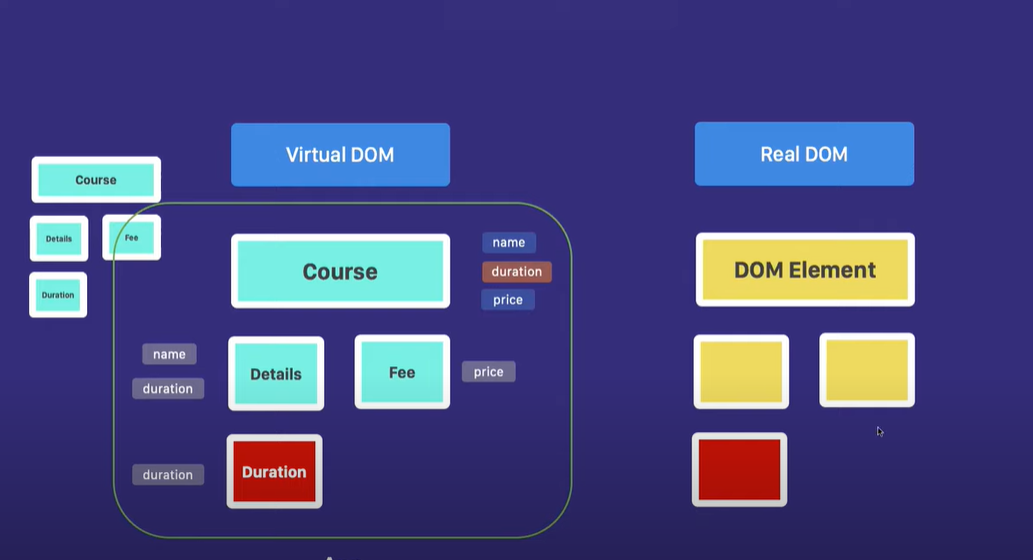 Virtual DOM
Real DOM
Course
Details
Fee
Duration
Course
name
duration
price
name
duration
Details
Fee
price
duration
Duration
DOM Element